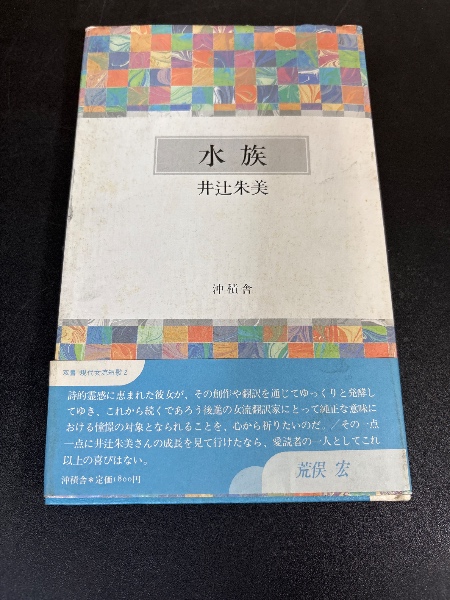 水族
井辻朱美
沖積舎
叢書・現代女流短歌 2
詩的霊感に恵まれた彼女が、その創作や翻訳を通じてゆっくりと発酵し
てゆき、これから続くであろう後進の女流翻訳家にとって純正な意味に
おける憧憬の対象となられることを、心から祈りたいのだ。／その一点
一点に井辻朱美さんの成長を見て行けたなら、愛読者の一人としてこれ
以上の喜びはない。
荒俣 宏
沖積舎＊定価1800円